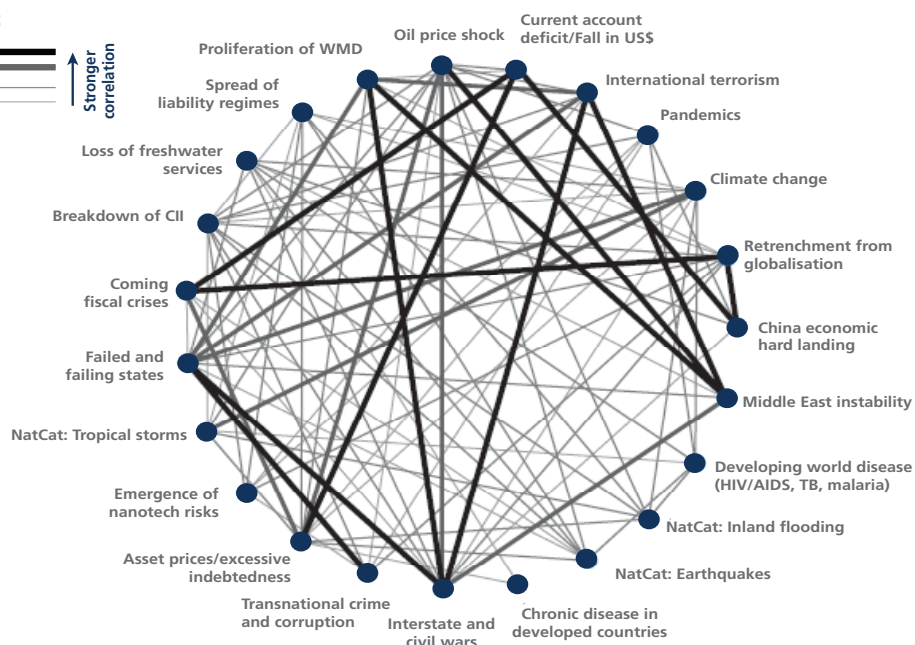 Stronger
correlation
Oil price shock
Current account
deficit/Fall in US$
Proliferation of WMD
International terrorism
Spread of
liability regimes
Pandemics
Loss of freshwater
services
Climate change
Breakdown of CII
Retrenchment from
globalisation
Coming
fiscal crises
China economic
hard landing
Failed and
failing states
Middle East instability
NatCat: Tropical storms
Developing world disease
(HIV/AIDS, TB, malaria)
Emergence of
nanotech risks
NatCat: Inland flooding
Asset prices/excessive
indebtedness
NatCat: Earthquakes
Transnational crime
and corruption
Interstate and
civil wars
Chronic disease in
developed countries